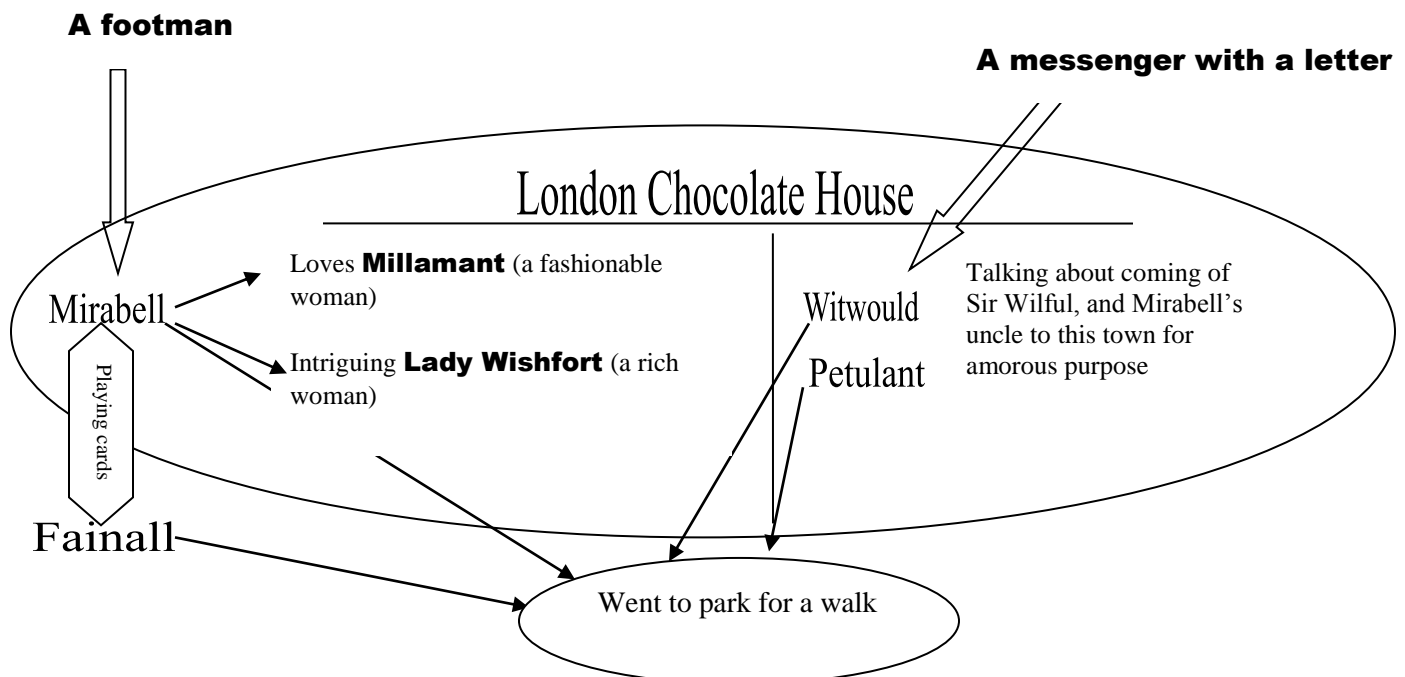 A footman
A messenger with a letter
London Chocolate House
Mirabell
Loves Millamant (a fashionable
woman)
Intriguing Lady Wishfort (a rich
woman)
Witwould
Petulant
Talking about coming of
Sir Wilful, and Mirabell's
uncle to this town for
amorous purpose
Playing cards
Fainall
Went to park for a walk